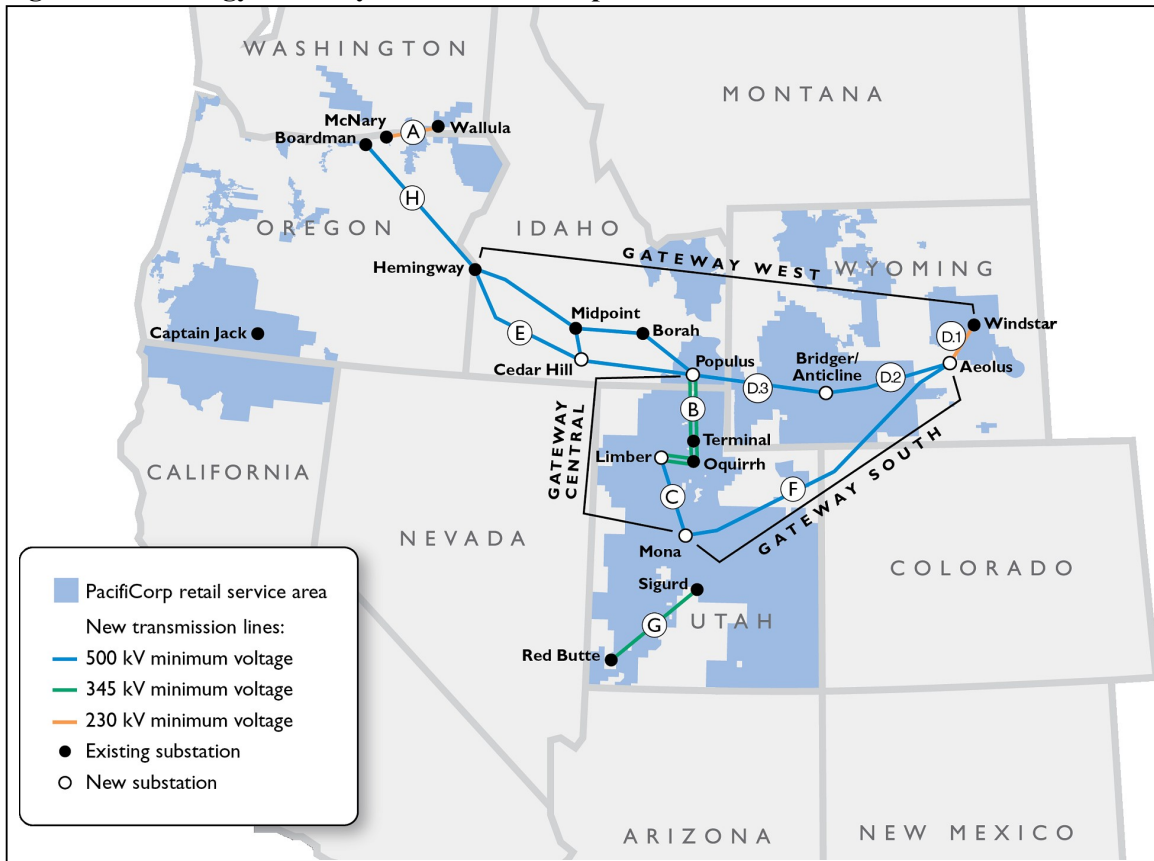 WASHINGTON
MONTANA
McNary
A
Wallula
Boardman
H
OREGON
IDAHO
GATEWAY WEST
WYOMING
Hemingway
Captain Jack
E
Midpoint
Borah
Cedar Hill
Populus
D.3
Bridger/
Anticline
D.2
D.1
Windstar
Aeolus
B
GATEWAY
CENTRAL
Terminal
Limber
Oquirrh
C
F
GATEWAY SOUTH
Mona
CALIFORNIA
NEVADA
COLORADO
Sigurd
UTAH
G
Red Butte
ARIZONA
NEW MEXICO
PacifiCorp retail service area
New transmission lines:
500 kV minimum voltage
345 kV minimum voltage
230 kV minimum voltage
Existing substation
New substation